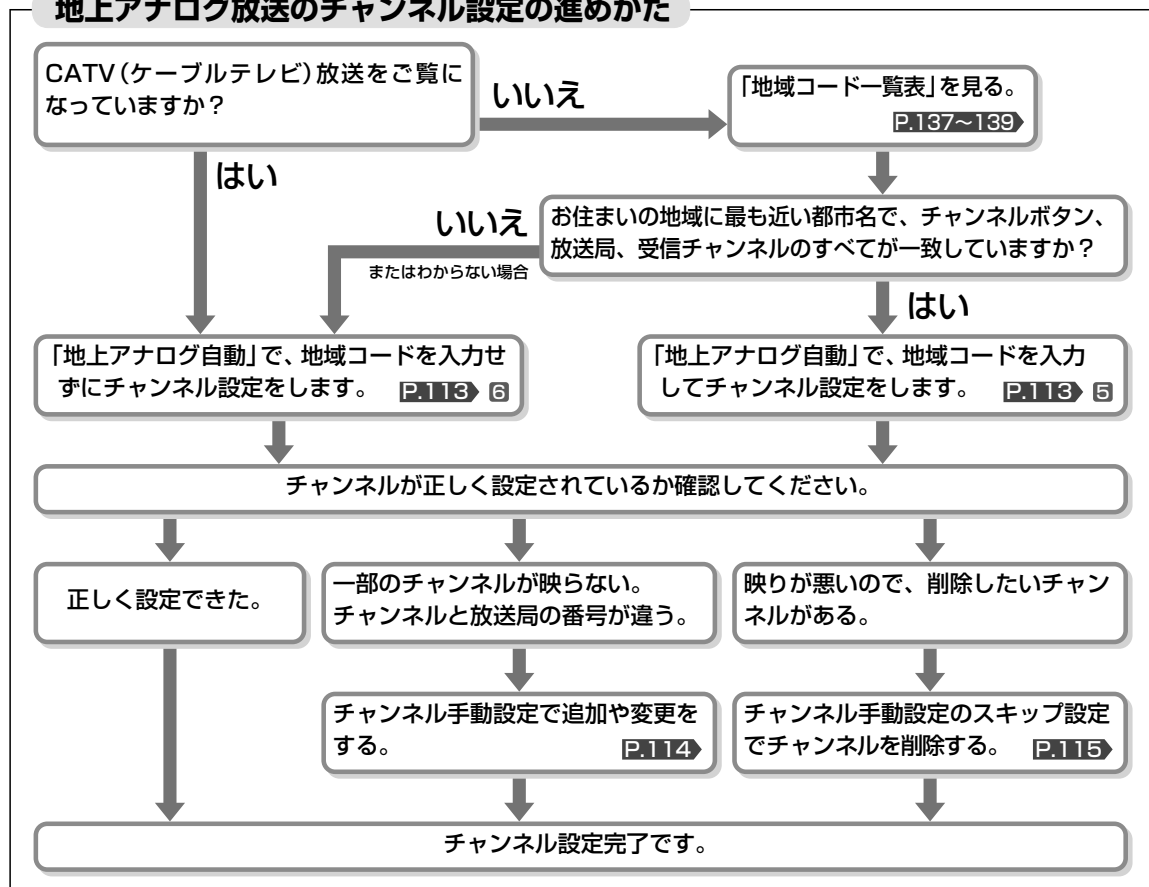 地上アナログ放送のチャンネル設定の進めかた
CATV(ケーブルテレビ)放送をご覧に
なっていますか?
いいえ
「地域コード一覧表」を見る。
P.137〜139
はい
お住まいの地域に最も近い都市名で、チャンネルボタン、
放送局、受信チャンネルのすべてが一致していますか?
いいえ
またはわからない場合
はい
「地上アナログ自動」で、地域コードを入力せ
ずにチャンネル設定をします。 P.113 6
「地上アナログ自動」で、地域コードを入力
してチャンネル設定をします。 P.113 5
チャンネルが正しく設定されているか確認してください。
正しく設定できた。
一部のチャンネルが映らない。
チャンネルと放送局の番号が違う。
映りが悪いので、削除したいチャン
ネルがある。
チャンネル手動設定で追加や変更を
する。 P.114
チャンネル手動設定のスキップ設定
でチャンネルを削除する。 P.115
チャンネル設定完了です。